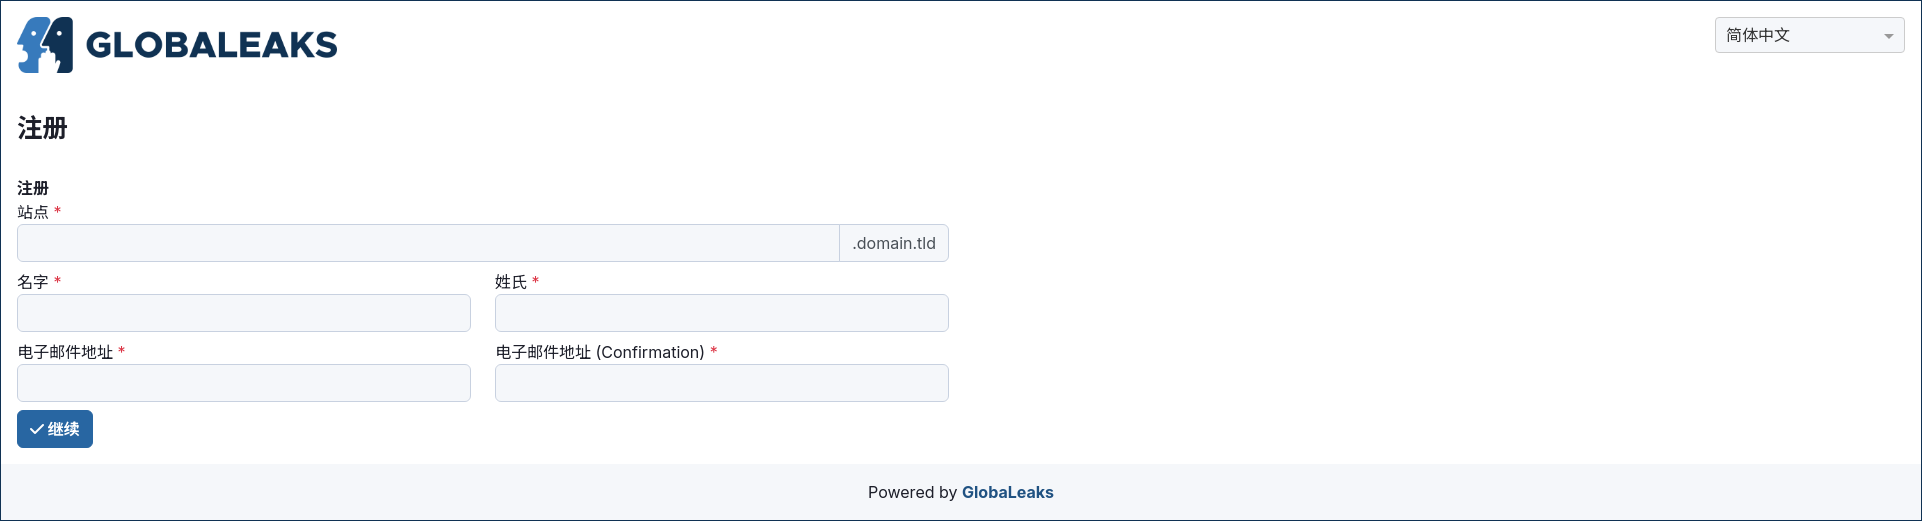 GLOBALEAKS
简体中文
注册
注册
站点 *
.domain.tld
名字 *
姓氏 *
电子邮件地址 *
电子邮件地址 (Confirmation) *
继续
Powered by GlobaLeaks